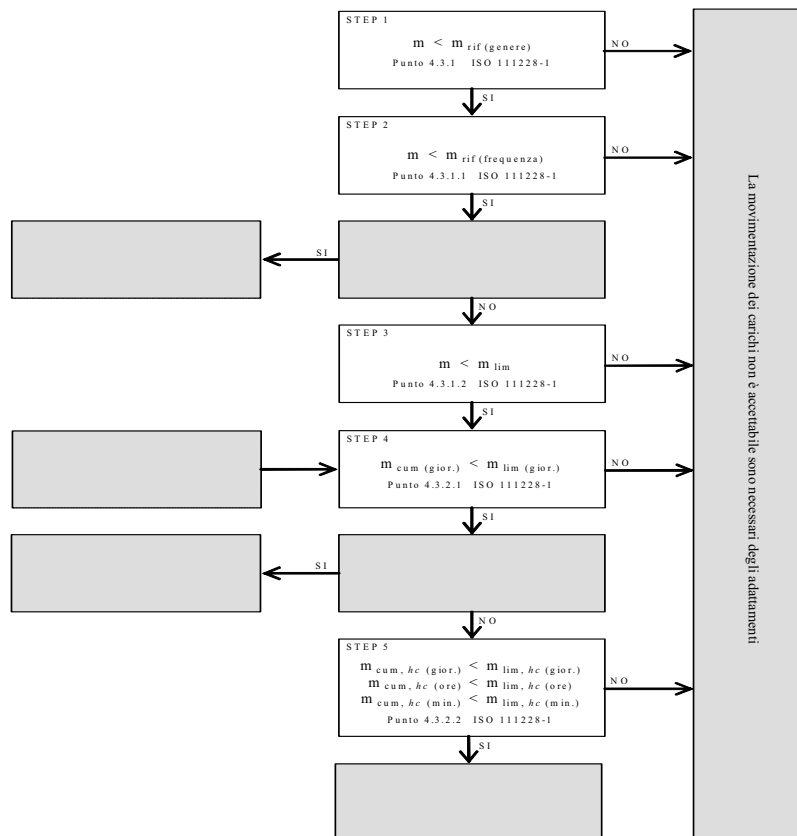 STEP 1
m < m rif (genere)
Punto 4.3.1 ISO 111228-1
NO
SI
STEP 2
m < m rif (frequenza)
Punto 4.3.1.1 ISO 111228-1
NO
SI
SI
NO
STEP 3
m < m lim
Punto 4.3.1.2 ISO 111228-1
NO
SI
STEP 4
m cum (gior.) < m lim (gior.)
Punto 4.3.2.1 ISO 111228-1
NO
SI
SI
NO
STEP 5
m cum, hc (gior.) < m lim, hc (gior.)
m cum, hc (ore) < m lim, hc (ore)
m cum, hc (min.) < m lim, hc (min.)
Punto 4.3.2.2 ISO 111228-1
NO
SI
La movimentazione dei carichi non è accettabile sono necessari degli adattamenti